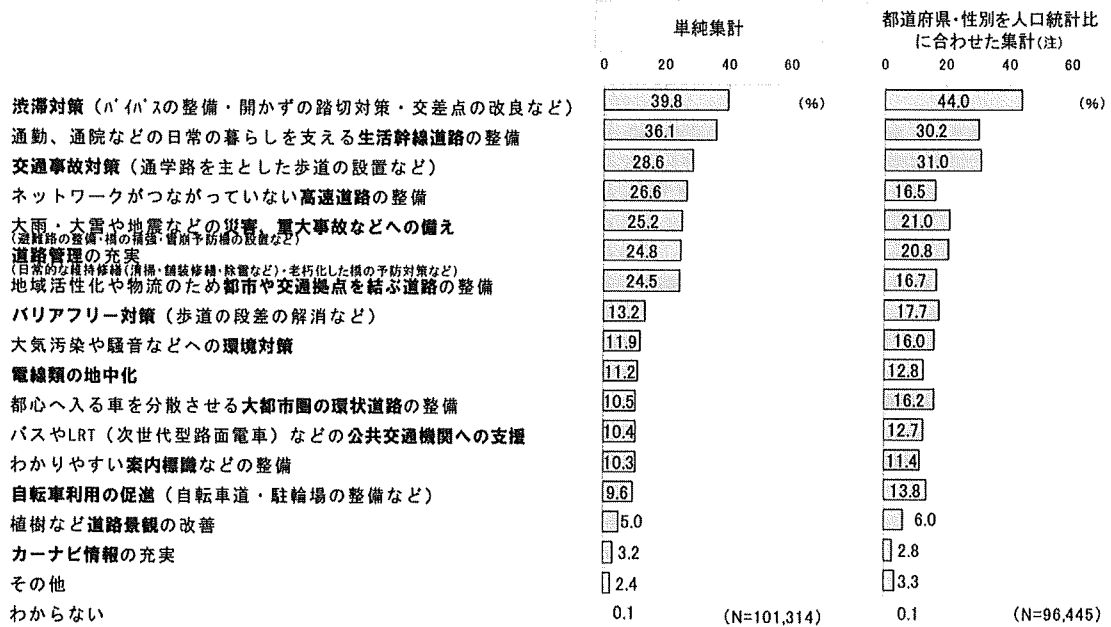 単純集計
都道府県・性別を人口統計比
に合わせた集計(注)
0 20 40 60
0 20 40 60
渋滞対策（バイパスの整備・開かずの踏切対策・交差点の改良など） 39.8 (%) 44.0 (%)
通勤、通院などの日常の暮らしを支える生活幹線道路の整備 36.1 30.2
交通事故対策（通学路を主とした歩道の設置など） 28.6 31.0
ネットワークがつながっていない高速道路の整備 26.6 16.5
大雨・大雪や地震などの災害、重大事故などへの備え 25.2 21.0
(避難路の整備・橋の補強・雪崩予防柵の設置など)
道路管理の充実 24.8 20.8
(日常的な維持修繕(清掃・舗装修繕・除雪など)・老朽化した橋の予防対策など)
地域活性化や物流のため都市や交通拠点を結ぶ道路の整備 24.5 16.7
バリアフリー対策（歩道の段差の解消など） 13.2 17.7
大気汚染や騒音などへの環境対策 11.9 16.0
電線類の地中化 11.2 12.8
都心へ入る車を分散させる大都市圏の環状道路の整備 10.5 16.2
バスやLRT（次世代型路面電車）などの公共交通機関への支援 10.4 12.7
わかりやすい案内標識などの整備 10.3 11.4
自転車利用の促進（自転車道・駐輪場の整備など） 9.6 13.8
植樹など道路景観の改善 5.0 6.0
カーナビ情報の充実 3.2 2.8
その他 2.4 3.3
わからない 0.1 (N=101,314) 0.1 (N=96,445)